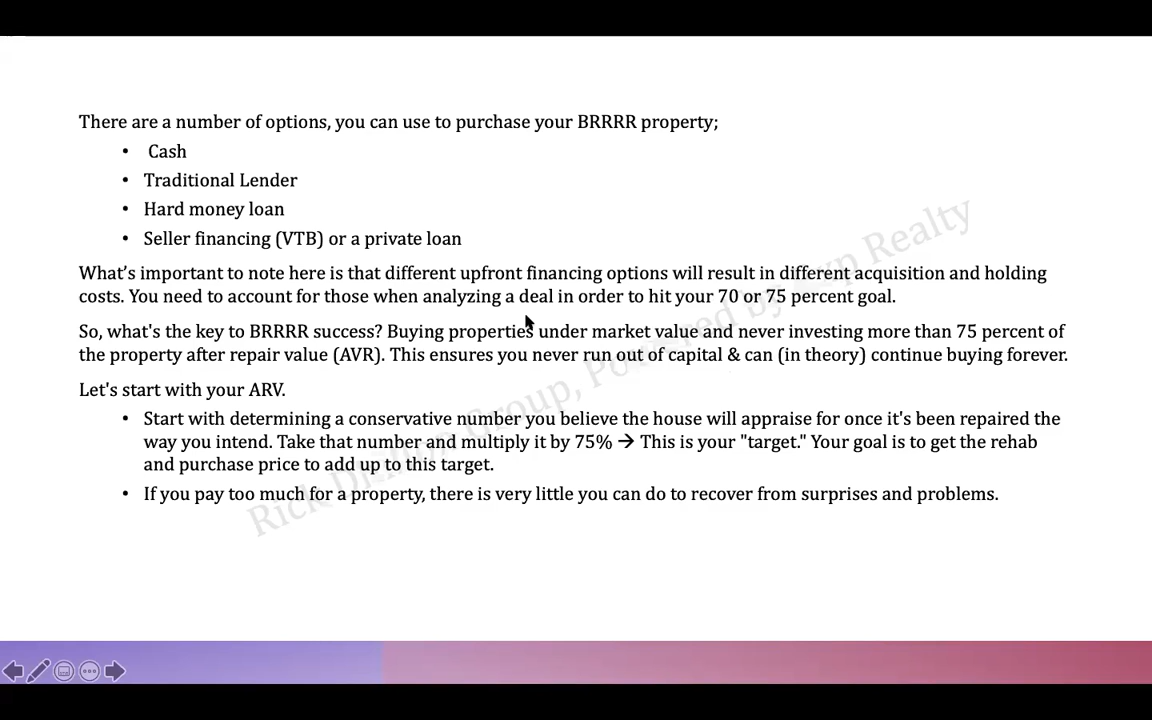 There are a number of options, you can use to purchase your BRRRR property;
• Cash
• Traditional Lender
• Hard money loan
• Seller financing (VTB) or a private loan
What's important to note here is that different upfront financing options will result in different acquisition and holding
costs. You need to account for those when analyzing a deal in order to hit your 70 or 75 percent goal.
So, what's the key to BRRRR success? Buying properties under market value and never investing more than 75 percent of
the property after repair value (AVR). This ensures you never run out of capital & can (in theory) continue buying forever.
Let's start with your ARV.
• Start with determining a conservative number you believe the house will appraise for once it's been repaired the
way you intend. Take that number and multiply it by 75% → This is your "target." Your goal is to get the rehab
and purchase price to add up to this target.
• If you pay too much for a property, there is very little you can do to recover from surprises and problems.
Rick Group, Powered by Realty